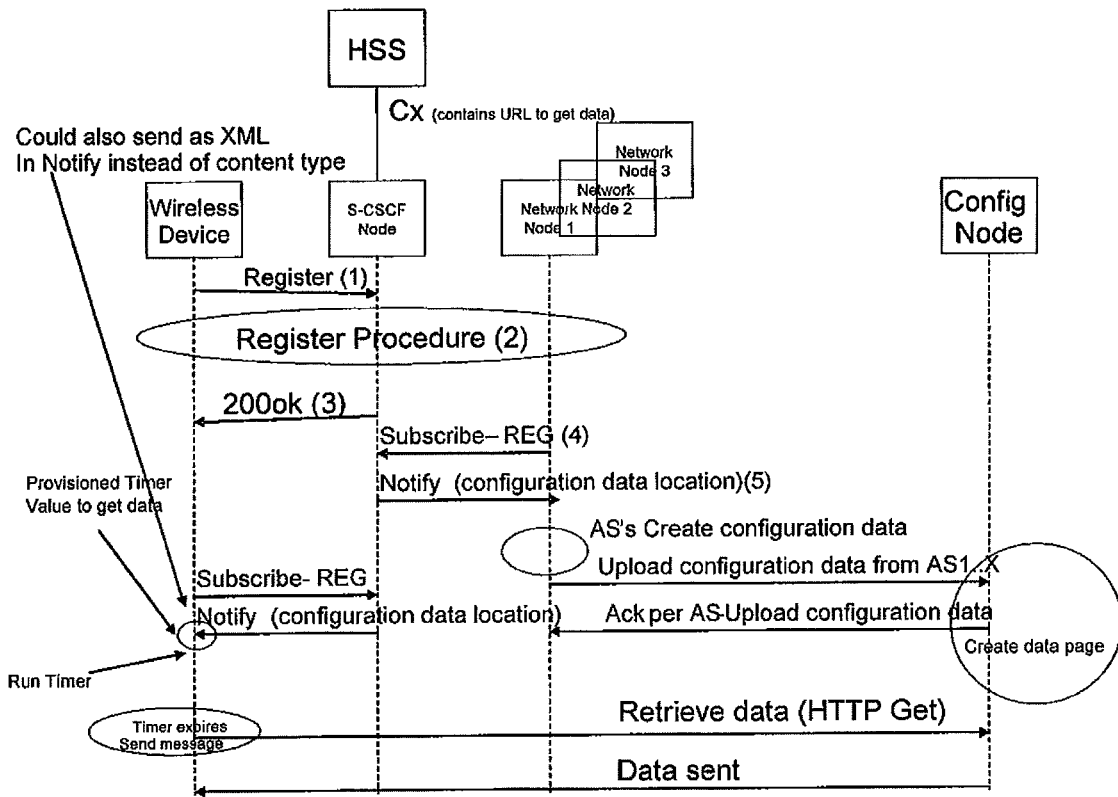 HSS
Cx (contains URL to get data)
Could also send as XML
In Notify instead of content type
Network
Node 3
Network
Node 2
Network
Node 1
Wireless
Device
S-CSCF
Node
Config
Node
Register (1)
Register Procedure (2)
200ok (3)
Subscribe– REG (4)
Provisioned Timer
Value to get data
Notify (configuration data location)(5)
AS's Create configuration data
Upload configuration data from AS1..X
Subscribe- REG
Notify (configuration data location)
Ack per AS-Upload configuration data
Create data page
Run Timer
Timer expires
Send message
Retrieve data (HTTP Get)
Data sent